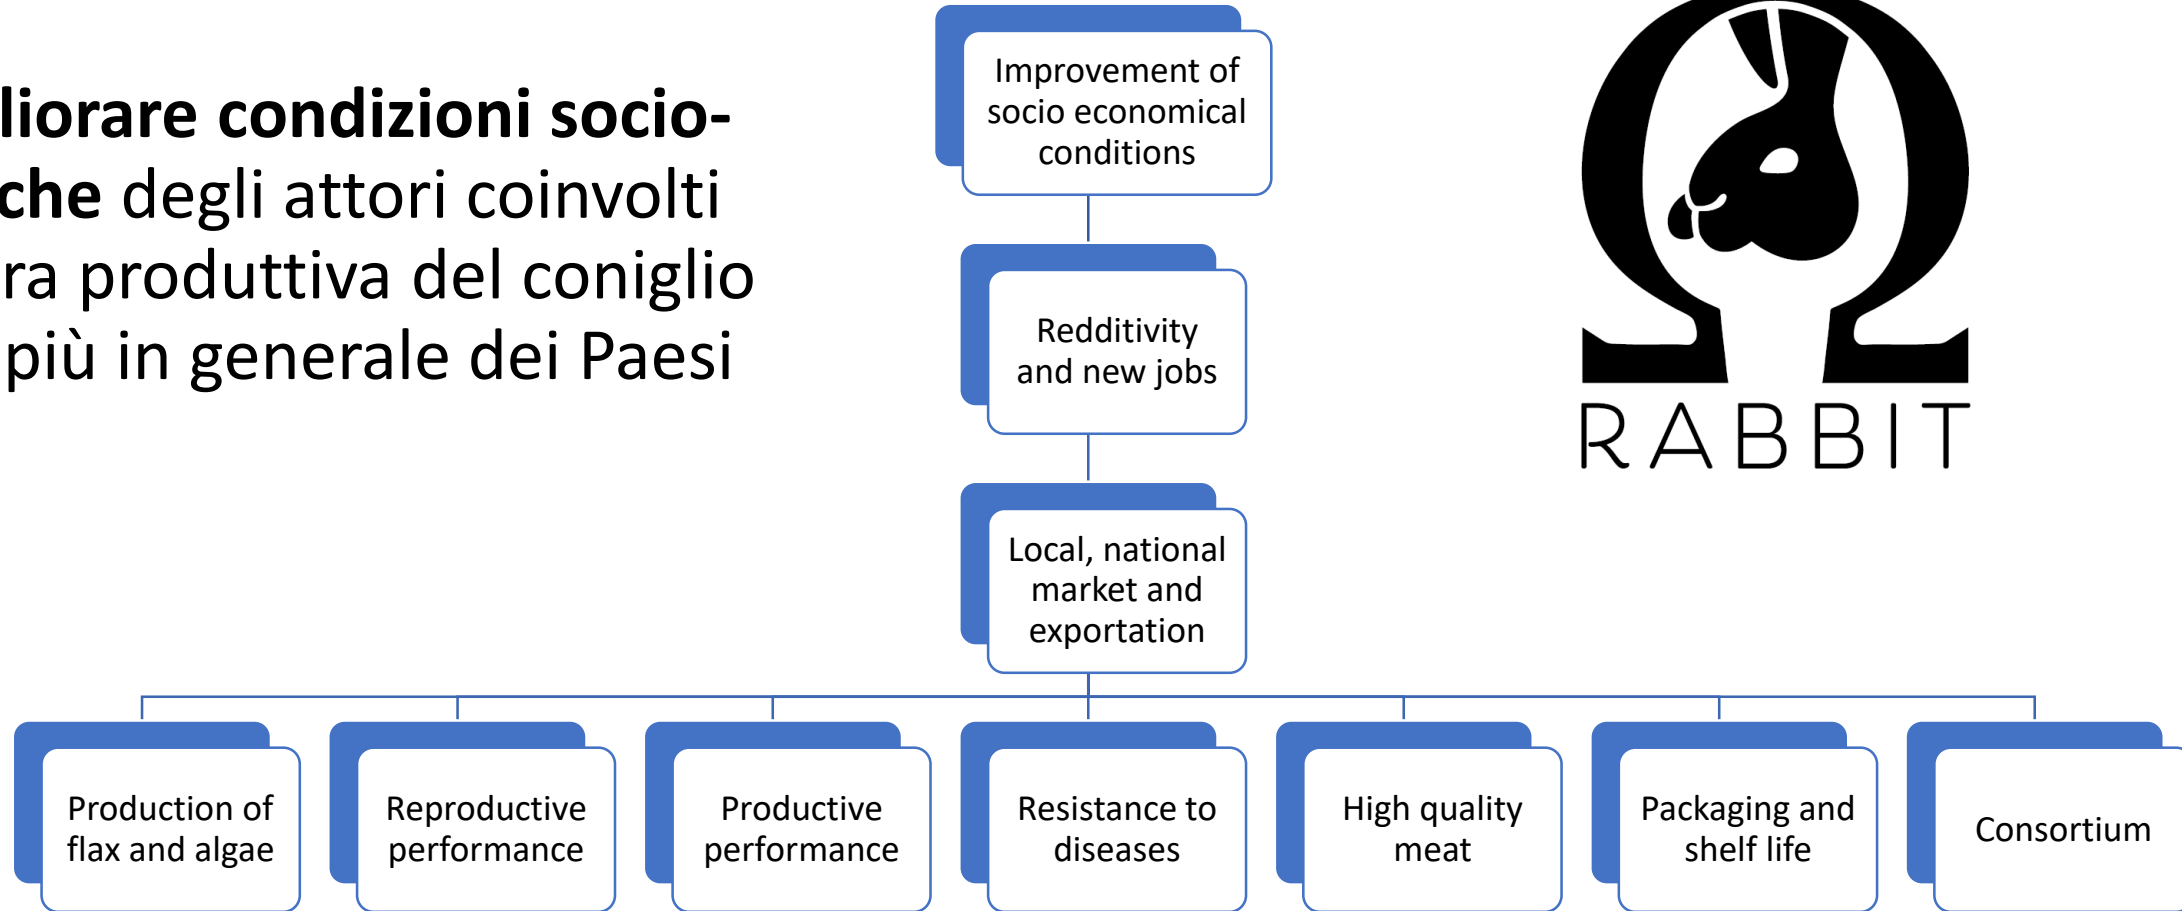 liorare condizioni socio-
che degli attori coinvolti
ra produttiva del coniglio
più in generale dei Paesi
Improvement of
socio economical
conditions
Redditivity
and new jobs
Local, national
market and
exportation
RABBIT
Production of
flax and algae
Reproductive
performance
Productive
performance
Resistance to
diseases
High quality
meat
Packaging and
shelf life
Consortium